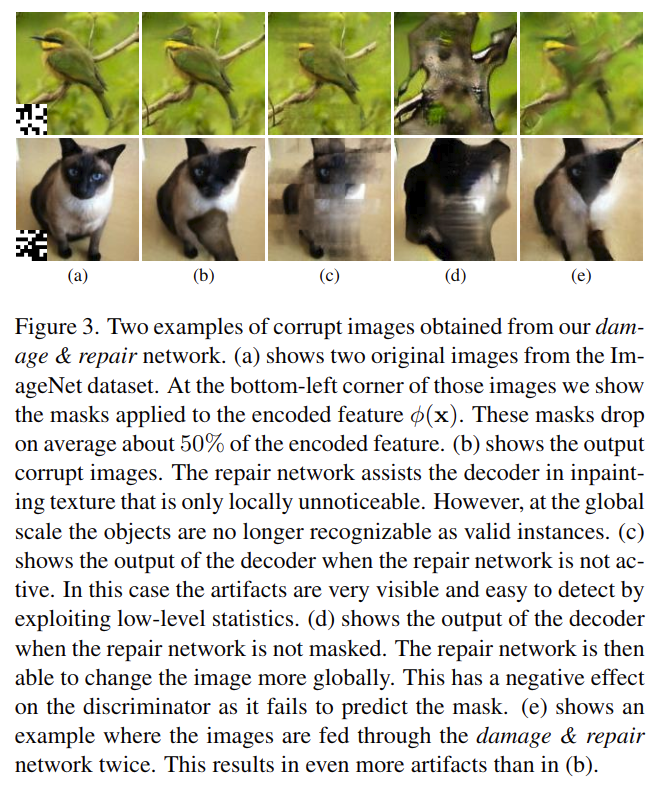 (a) (b) (c) (d) (e)
Figure 3. Two examples of corrupt images obtained from our dam-
age & repair network. (a) shows two original images from the Im-
ageNet dataset. At the bottom-left corner of those images we show
the masks applied to the encoded feature ϕ(x). These masks drop
on average about 50% of the encoded feature. (b) shows the output
corrupt images. The repair network assists the decoder in inpaint-
ing texture that is only locally unnoticeable. However, at the global
scale the objects are no longer recognizable as valid instances. (c)
shows the output of the decoder when the repair network is not ac-
tive. In this case the artifacts are very visible and easy to detect by
exploiting low-level statistics. (d) shows the output of the decoder
when the repair network is not masked. The repair network is then
able to change the image more globally. This has a negative effect
on the discriminator as it fails to predict the mask. (e) shows an
example where the images are fed through the damage & repair
network twice. This results in even more artifacts than in (b).